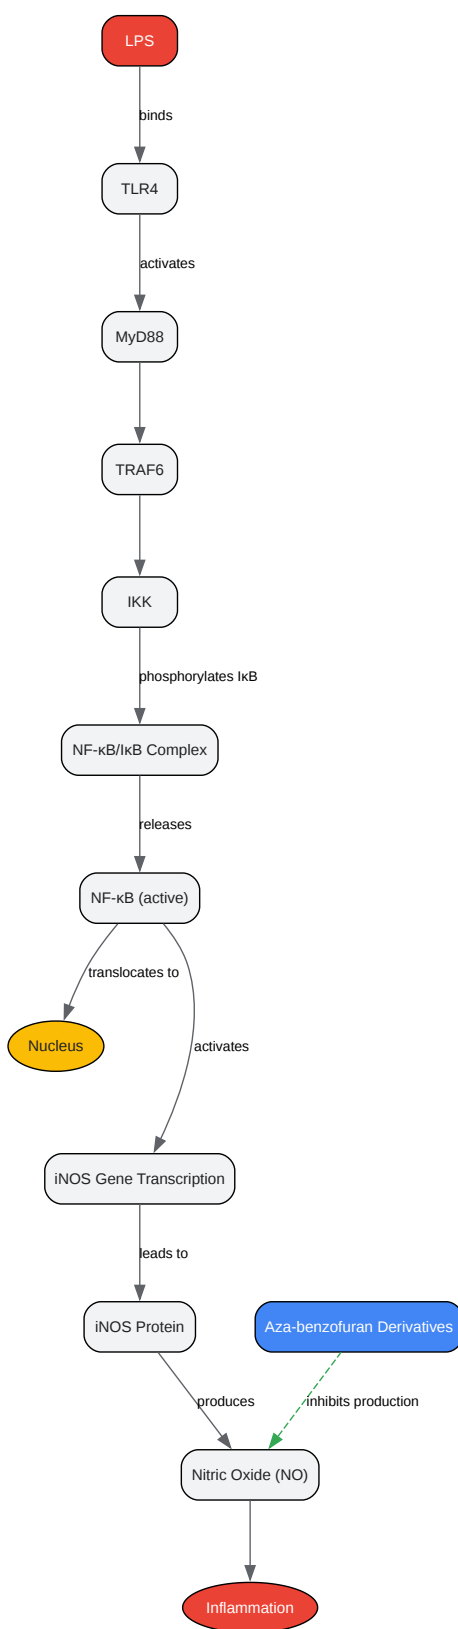 LPS
binds
TLR4
activates
MyD88
TRAF6
IKK
phosphorylates IκB
NF-κB/IκB Complex
releases
NF-κB (active)
translocates to
Nucleus
activates
iNOS Gene Transcription
leads to
iNOS Protein
Aza-benzofuran Derivatives
produces
inhibits production
Nitric Oxide (NO)
Inflammation